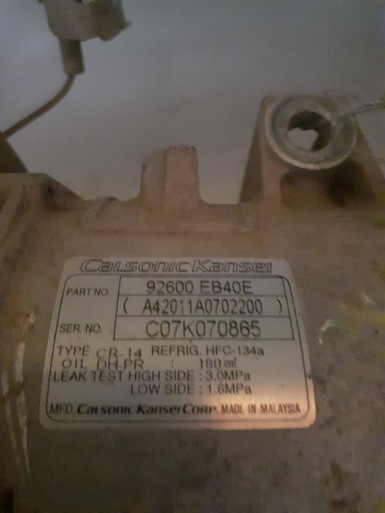 Calsonic Kansei
PART NO. 92600 EB40E
( A42011A0702200 )
SER. NO. C07K070865
TYPE CR-14 REFRIG. HFC-134a
OIL DH-PR : 180 cm³
LEAK TEST HIGH SIDE : 3.0MPa
LOW SIDE : 1.6MPa
MFD. Calsonic Kansei Corp. MADE IN MALAYSIA